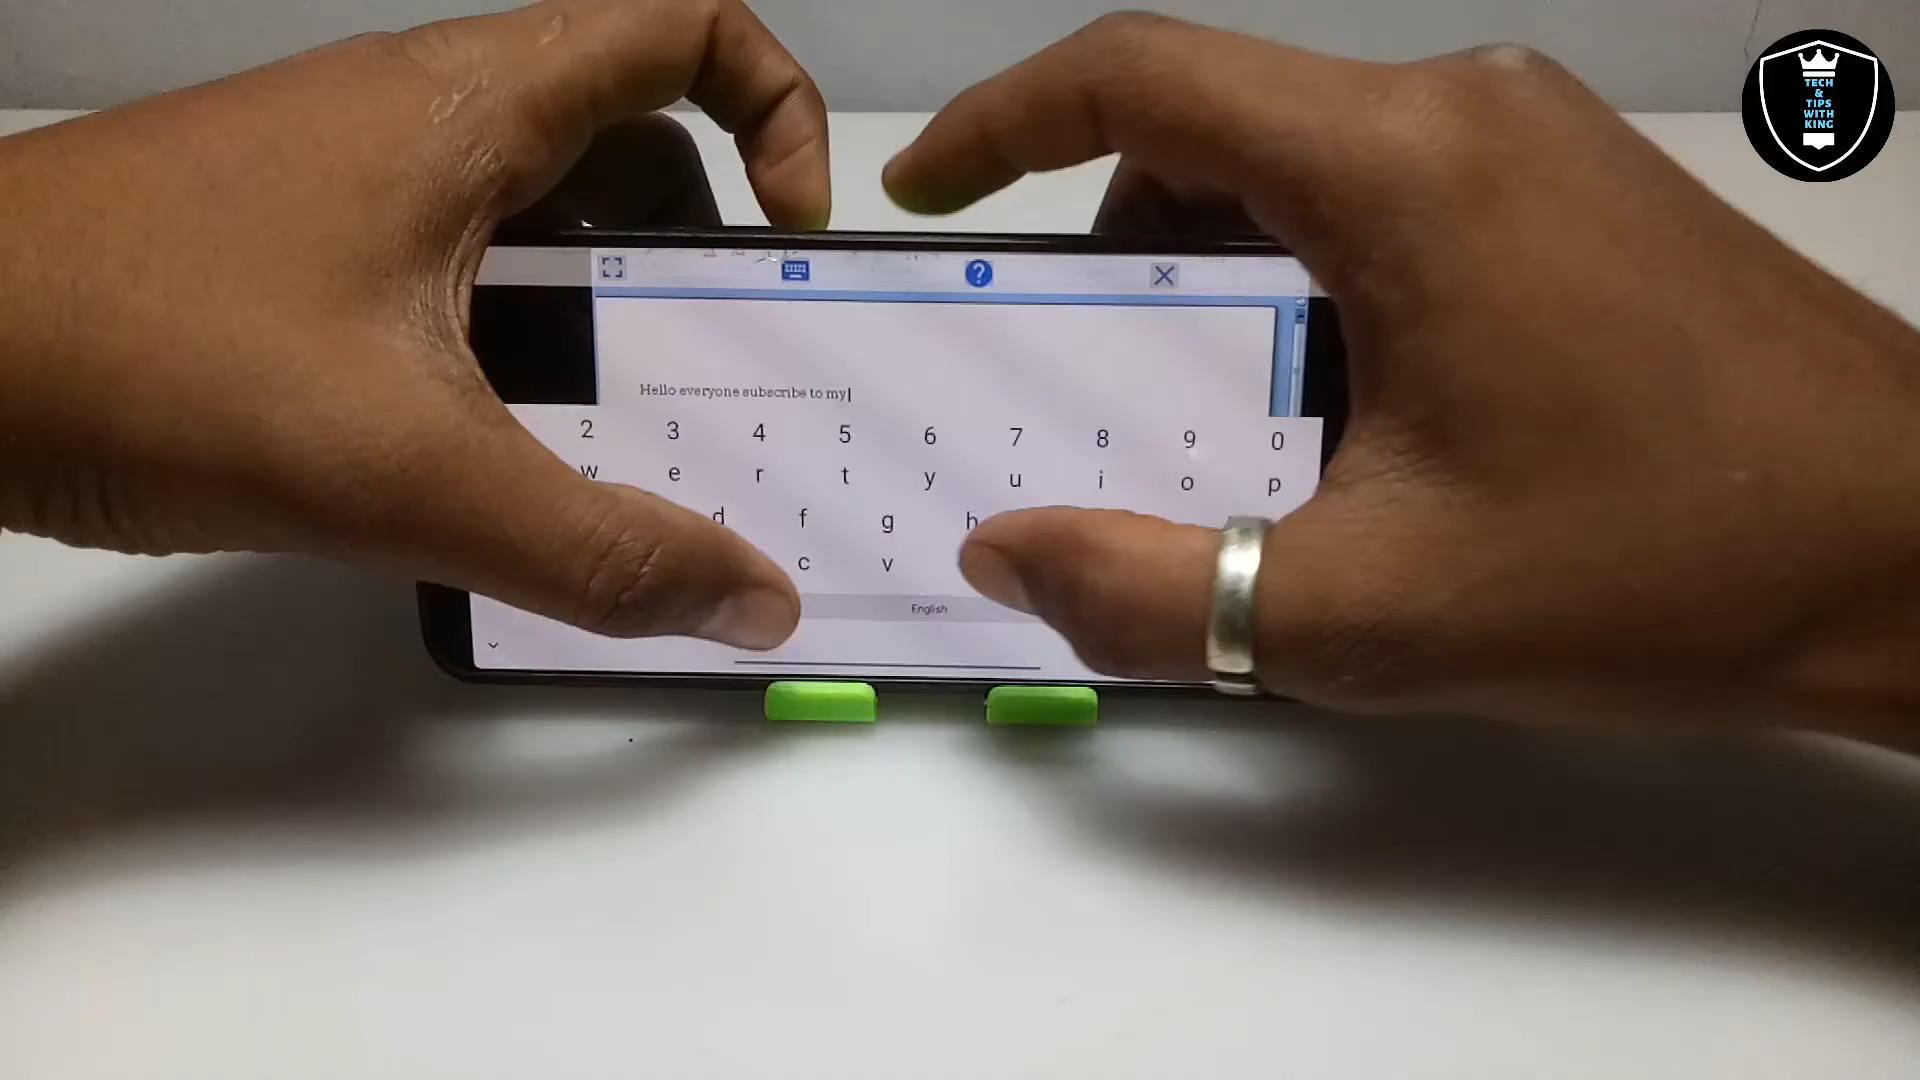 TECH
&
TIPS
WITH
KING
?
Hello everyone subscribe to my
2 3 4 5 6 7 8 9 0
w e r t y u i o p
d f g h
c v
English